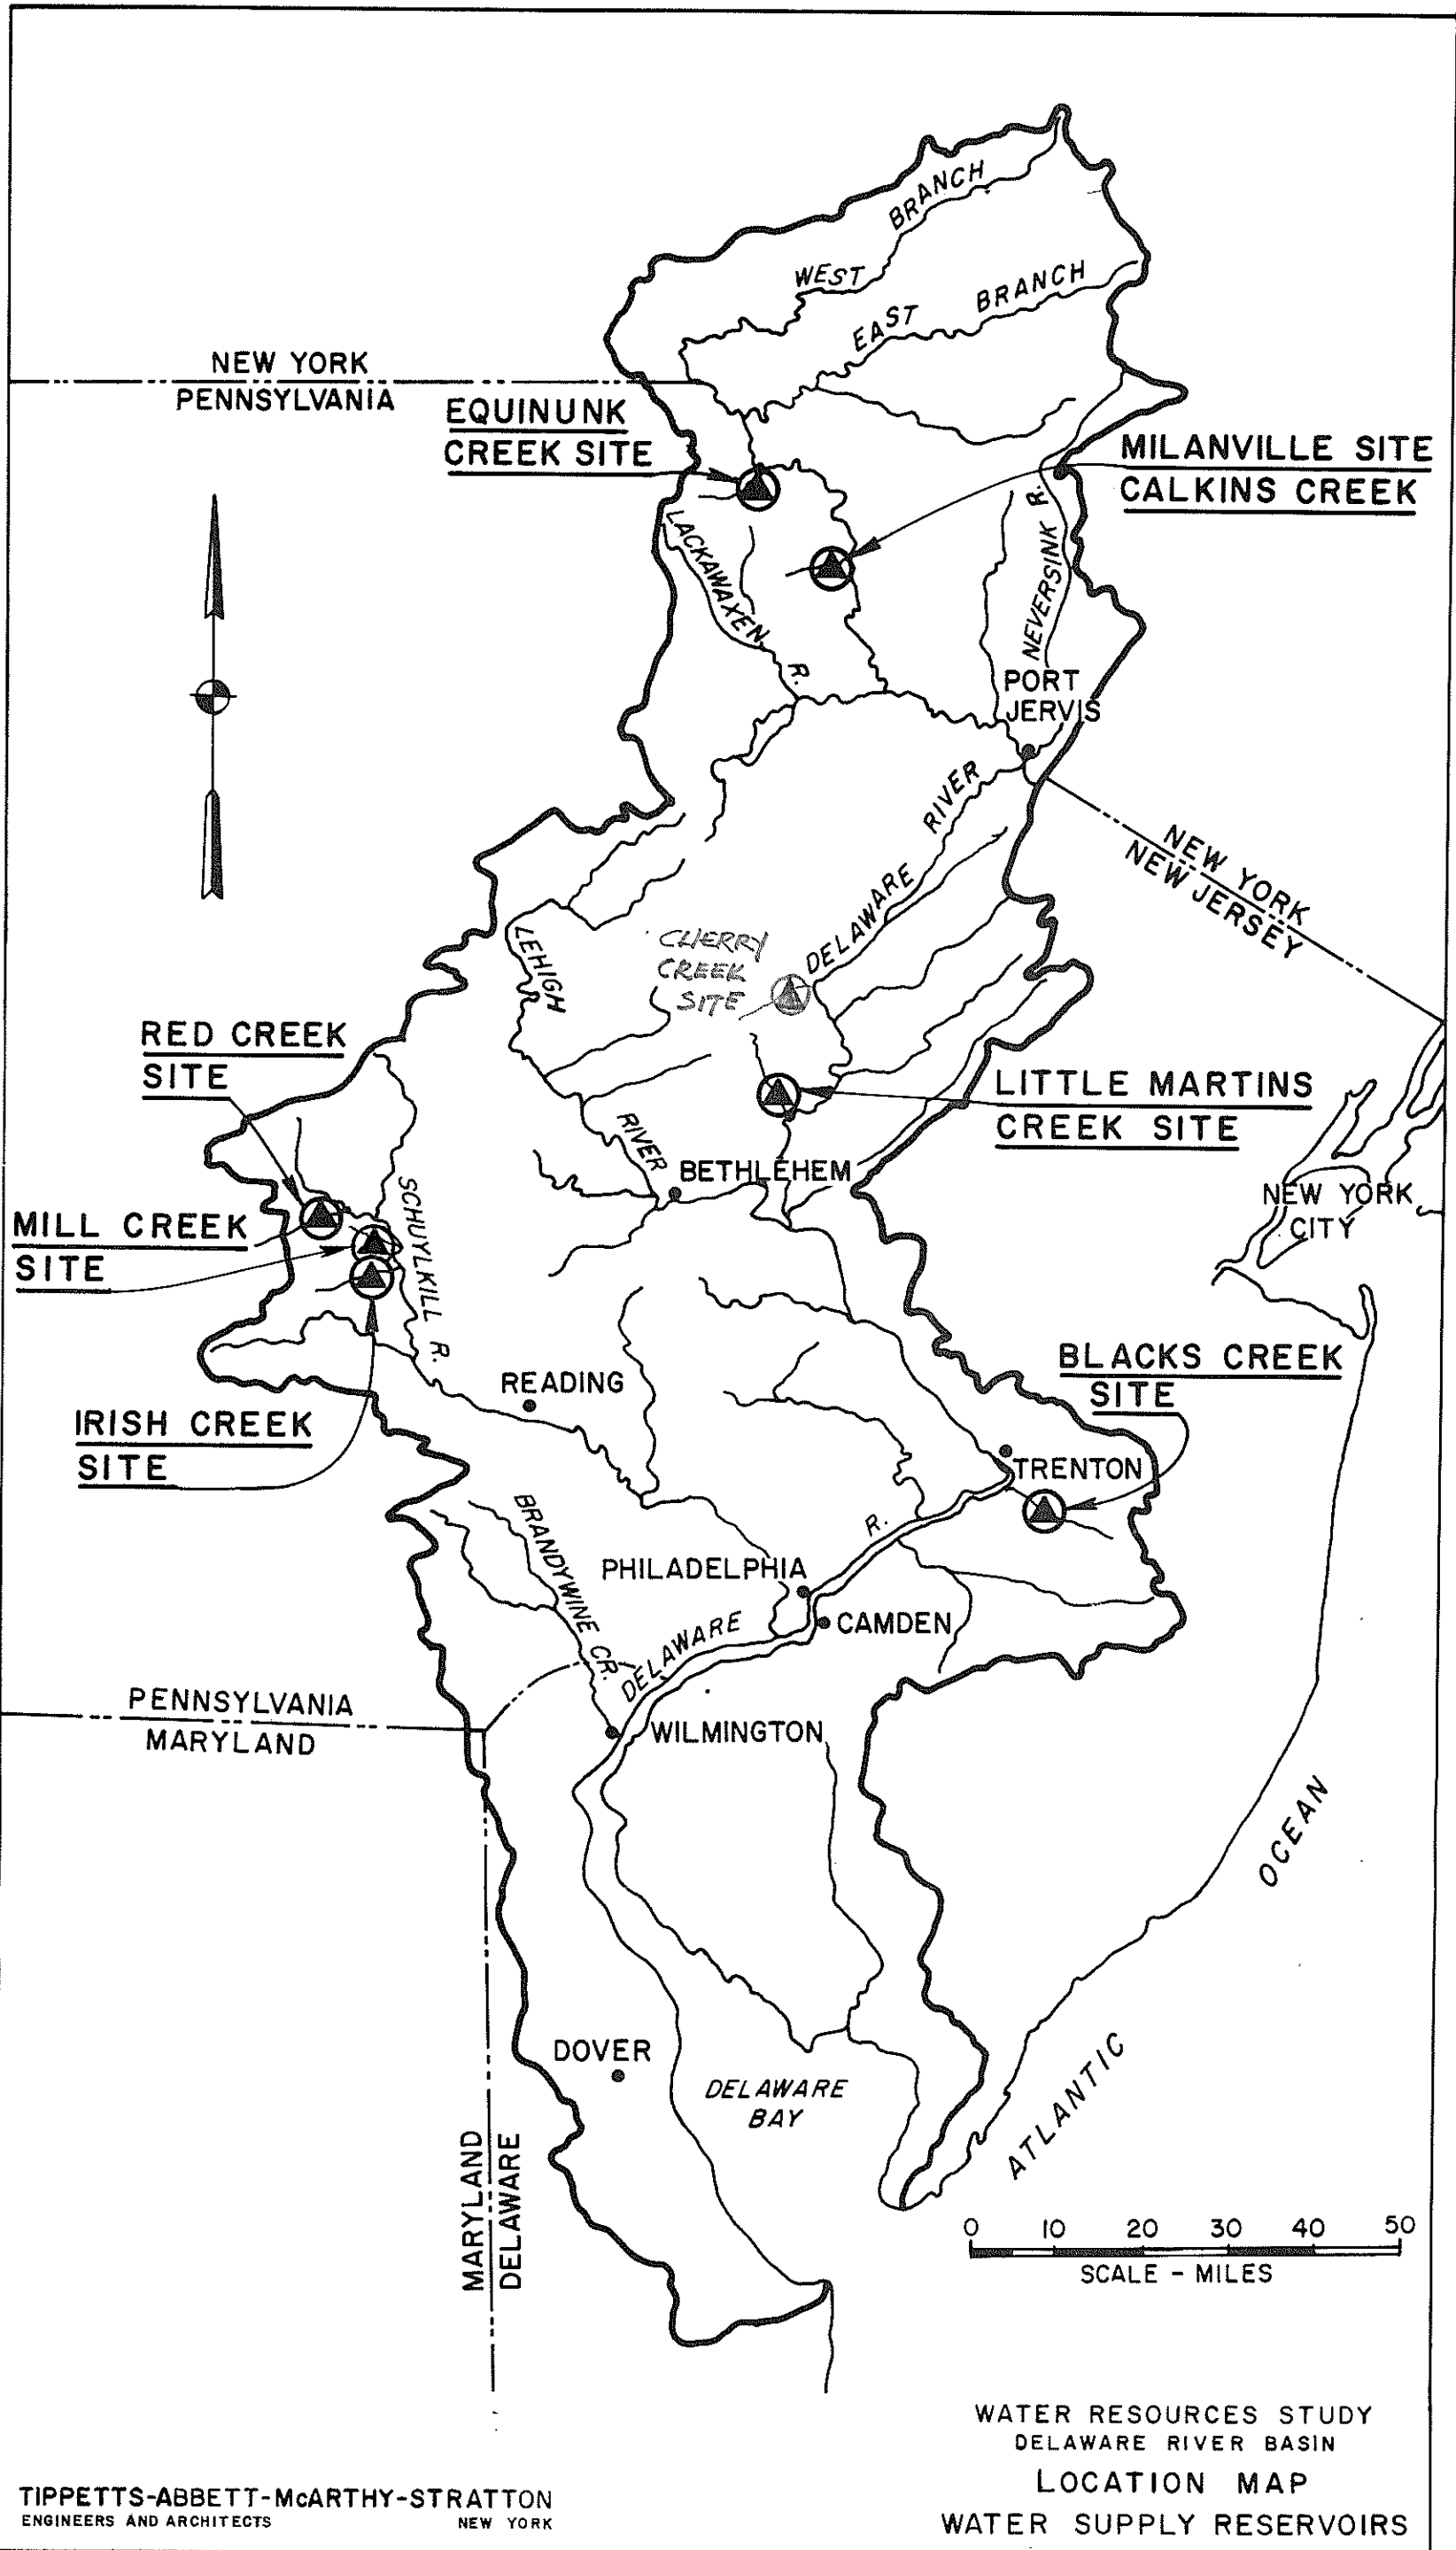 WEST BRANCH
EAST BRANCH
NEW YORK
PENNSYLVANIA
EQUINUNK
CREEK SITE
MILANVILLE SITE
CALKINS CREEK
LACKAWAXEN R.
NEVERSINK R.
PORT
JERVIS
DELAWARE RIVER
NEW YORK
NEW JERSEY
LEHIGH RIVER
CHERRY
CREEK
SITE
RED CREEK
SITE
LITTLE MARTINS
CREEK SITE
BETHLEHEM
SCHUYLKILL R.
NEW YORK
CITY
MILL CREEK
SITE
BLACKS CREEK
SITE
READING
IRISH CREEK
SITE
TRENTON
BRANDYWINE CR.
PHILADELPHIA
CAMDEN
DELAWARE R.
PENNSYLVANIA
MARYLAND
WILMINGTON
ATLANTIC OCEAN
DOVER
DELAWARE
BAY
MARYLAND
DELAWARE
0 10 20 30 40 50
SCALE - MILES
WATER RESOURCES STUDY
DELAWARE RIVER BASIN
LOCATION MAP
WATER SUPPLY RESERVOIRS
TIPPETTS-ABBETT-McARTHY-STRATTON
ENGINEERS AND ARCHITECTS NEW YORK